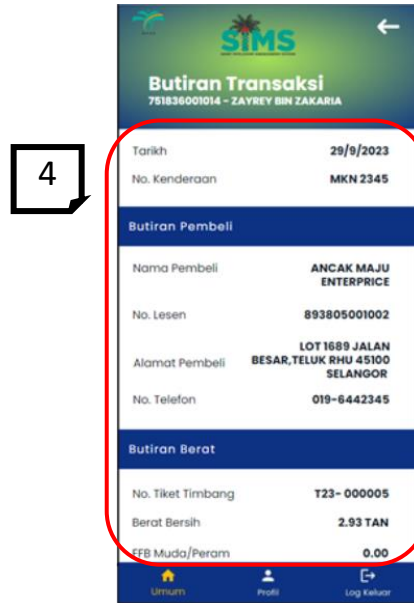 4
SIMS
Butiran Transaksi
751836001014 - ZAYREY BIN ZAKARIA
Tarikh 29/9/2023
No. Kenderaan MKN 2345
Butiran Pembeli
Nama Pembeli ANCAK MAJU
ENTERPRICE
No. Lesen 893805001002
Alamat Pembeli LOT 1689 JALAN
BESAR,TELUK RHU 45100
SELANGOR
No. Telefon 019-6442345
Butiran Berat
No. Tiket Timbang T23- 000005
Berat Bersih 2.93 TAN
FFB Muda/Peram 0.00
Umum Profil Log Keluar